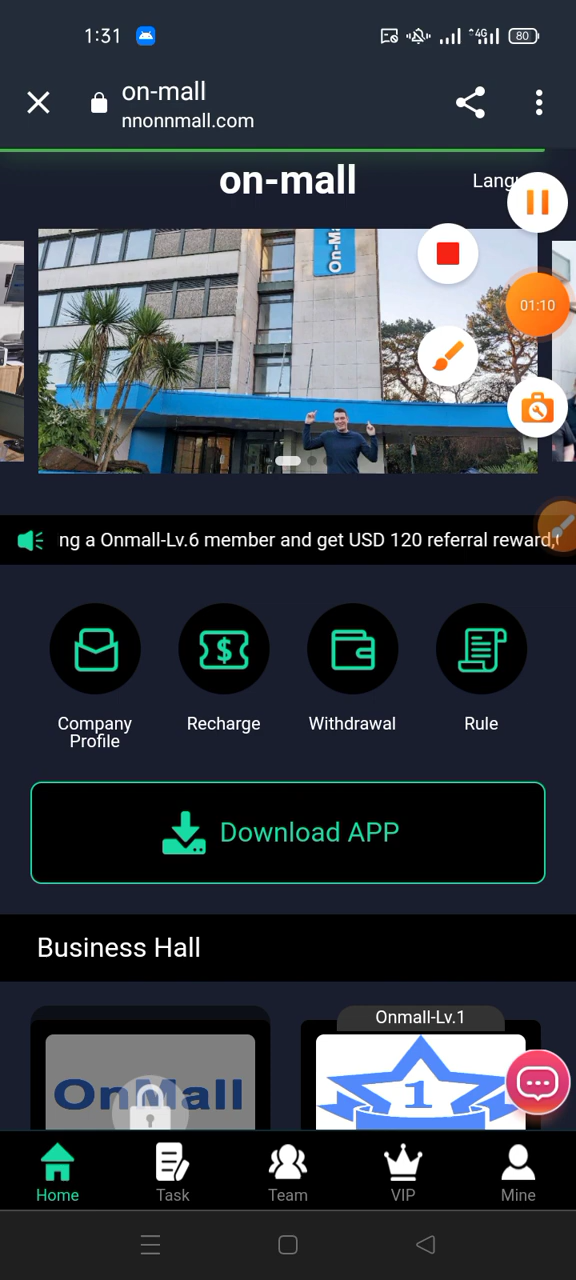 1:31
4G
80
on-mall
nnonnmall.com
on-mall
01:10
ng a Onmall-Lv.6 member and get USD 120 referral reward,
Company
Profile
Recharge
Withdrawal
Rule
Download APP
Business Hall
OnMall
Onmall-Lv.1
1
Home
Task
Team
VIP
Mine